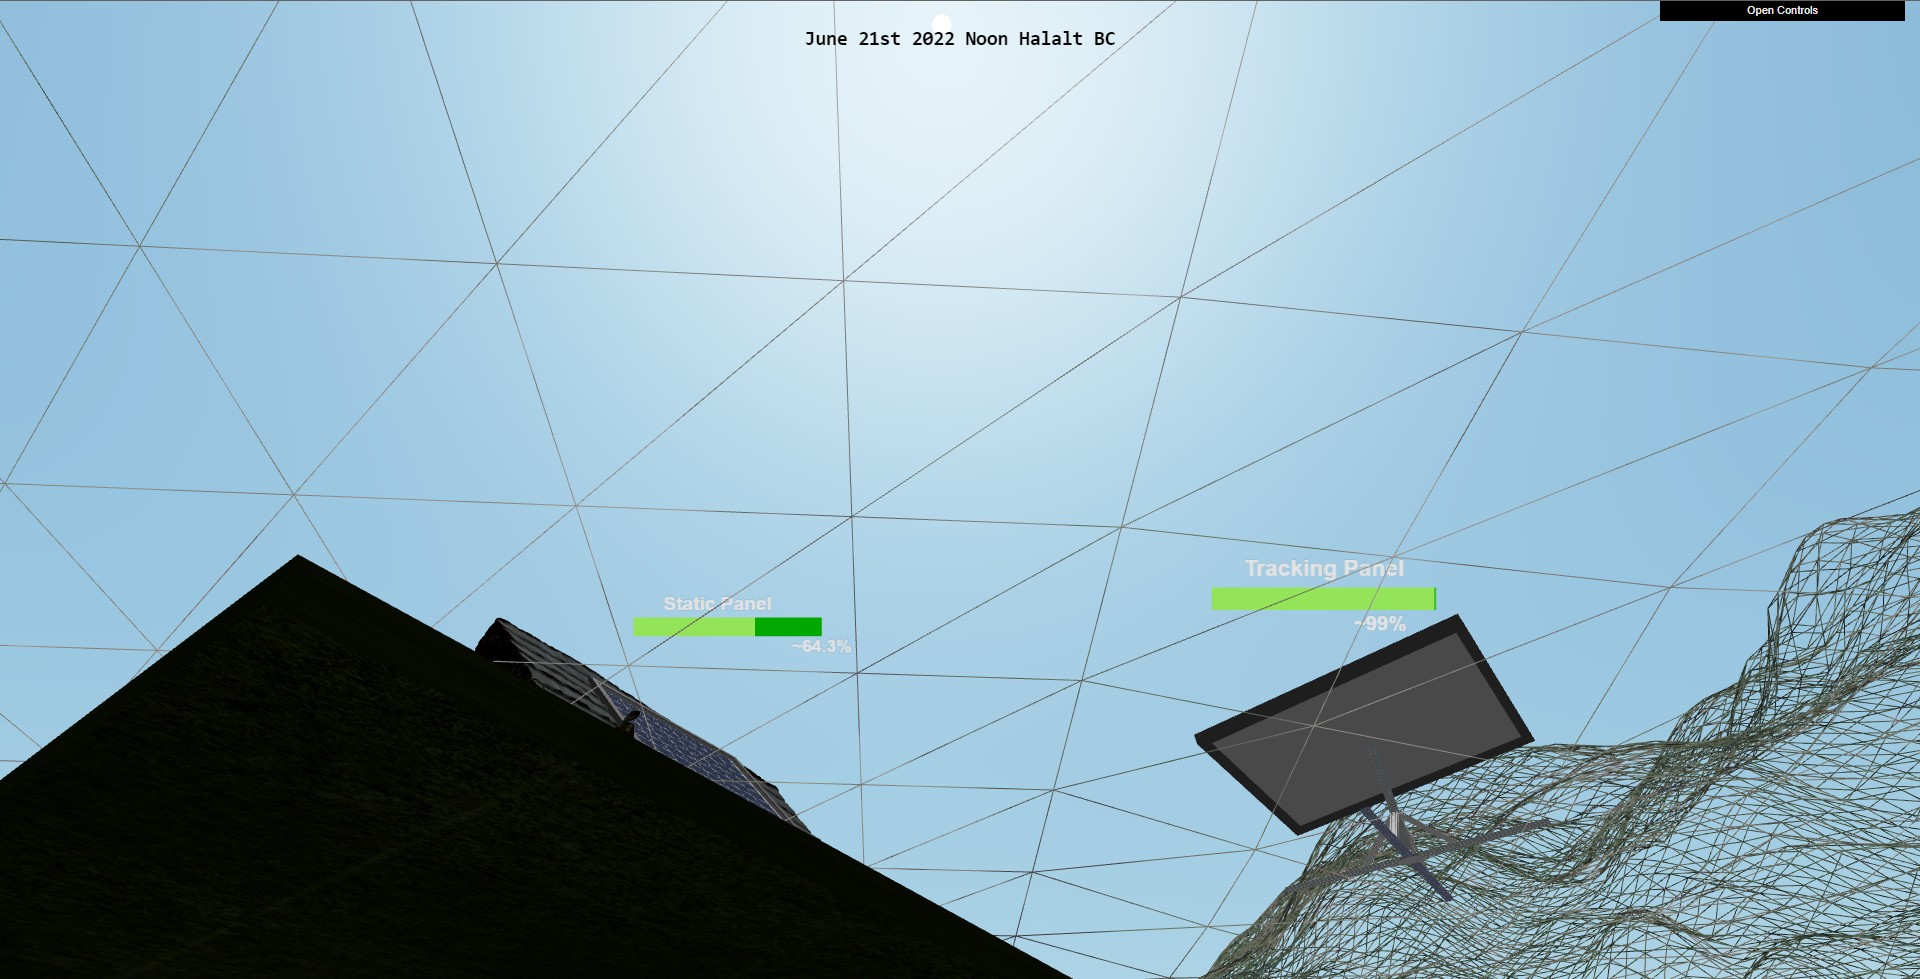 Open Controls
June 21st 2022 Noon Halalt BC
Tracking Panel
~99%
Static Panel
~64.3%